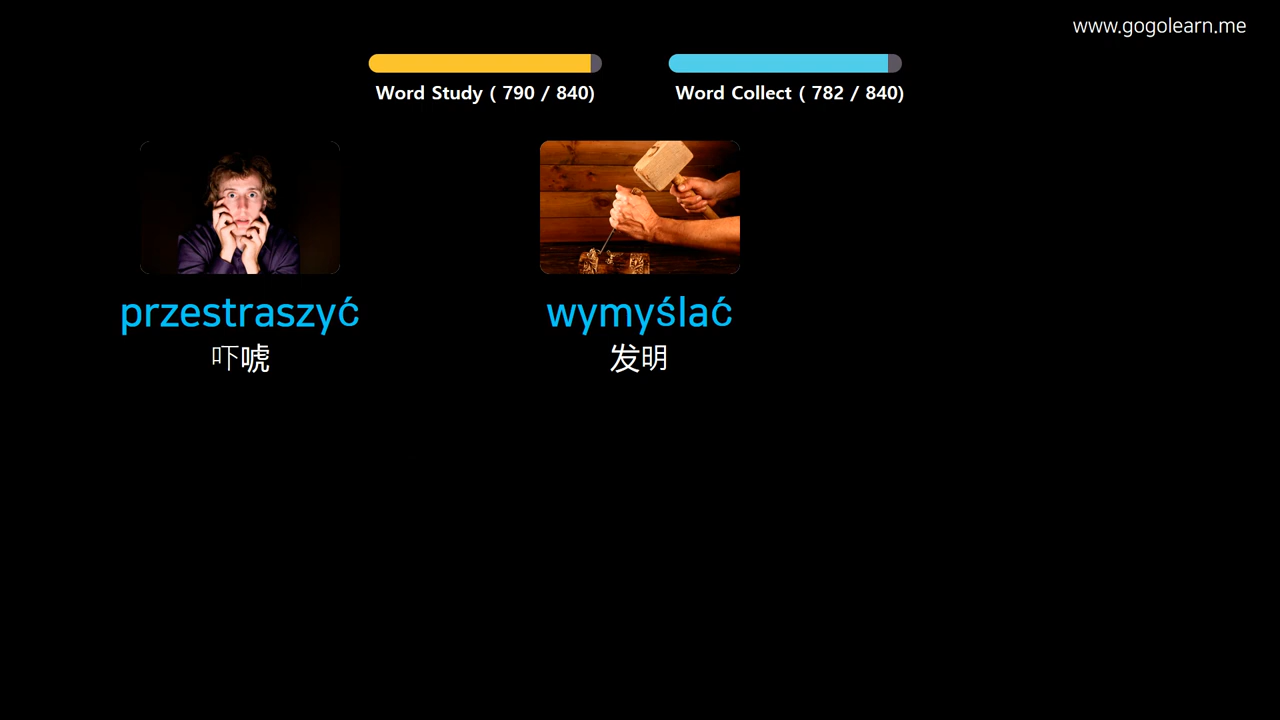 www.gogolearn.me
Word Study ( 790 / 840)
Word Collect ( 782 / 840)
przestraszyć
吓唬
wymyślać
发明